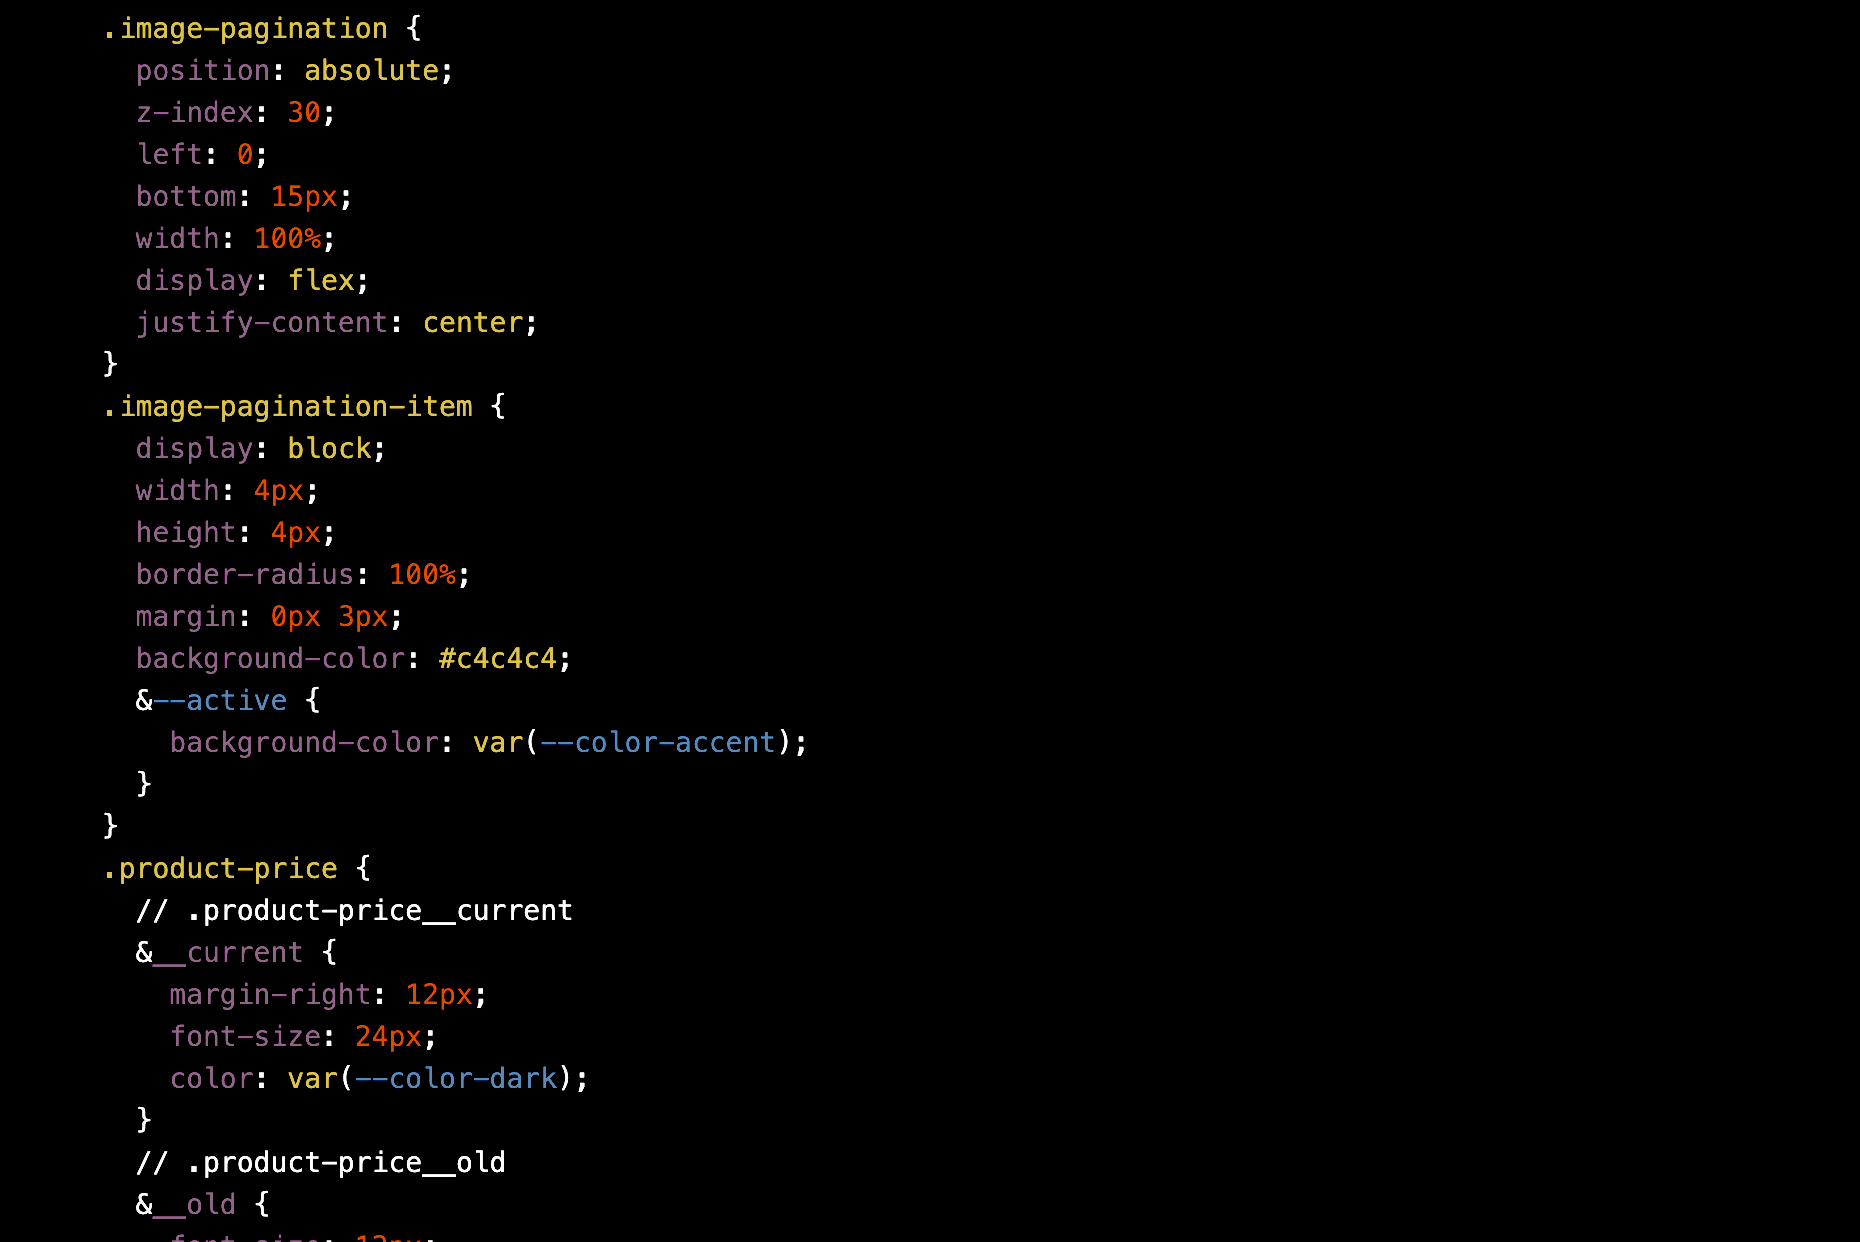 .image-pagination {
  position: absolute;
  z-index: 30;
  left: 0;
  bottom: 15px;
  width: 100%;
  display: flex;
  justify-content: center;
}
.image-pagination-item {
  display: block;
  width: 4px;
  height: 4px;
  border-radius: 100%;
  margin: 0px 3px;
  background-color: #c4c4c4;
  &--active {
    background-color: var(--color-accent);
  }
}
.product-price {
  // .product-price__current
  &__current {
    margin-right: 12px;
    font-size: 24px;
    color: var(--color-dark);
  }
  // .product-price__old
  &__old {
    font-size: